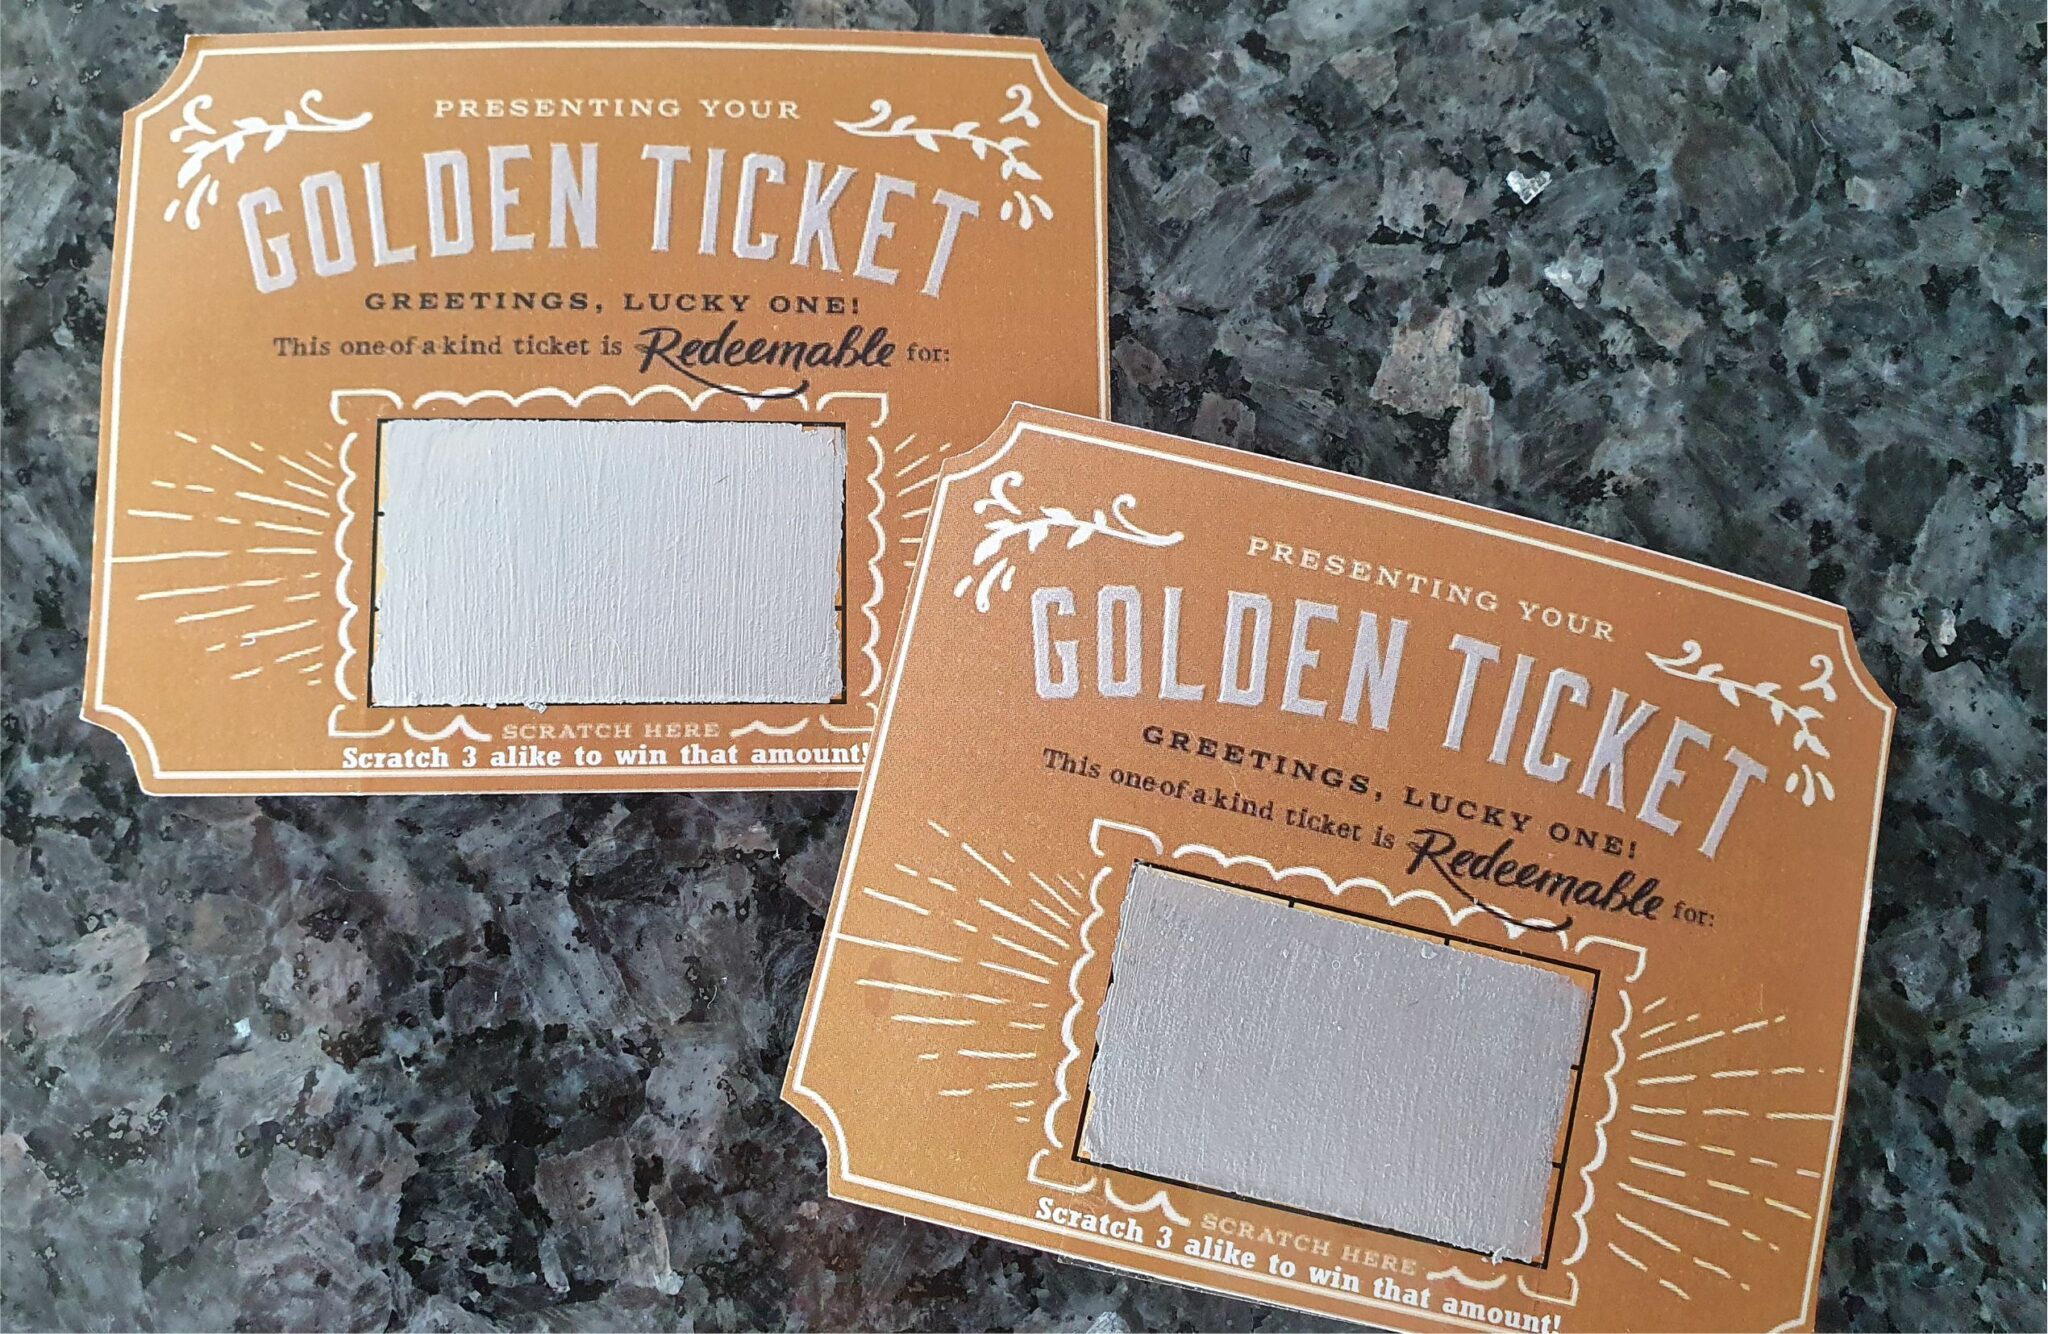 PRESENTING YOUR
GOLDEN TICKET
GREETINGS, LUCKY ONE!
This one of a kind ticket is Redeemable for:
SCRATCH HERE
Scratch 3 alike to win that amount!
PRESENTING YOUR
GOLDEN TICKET
GREETINGS, LUCKY ONE!
This one of a kind ticket is Redeemable for:
SCRATCH HERE
Scratch 3 alike to win that amount!